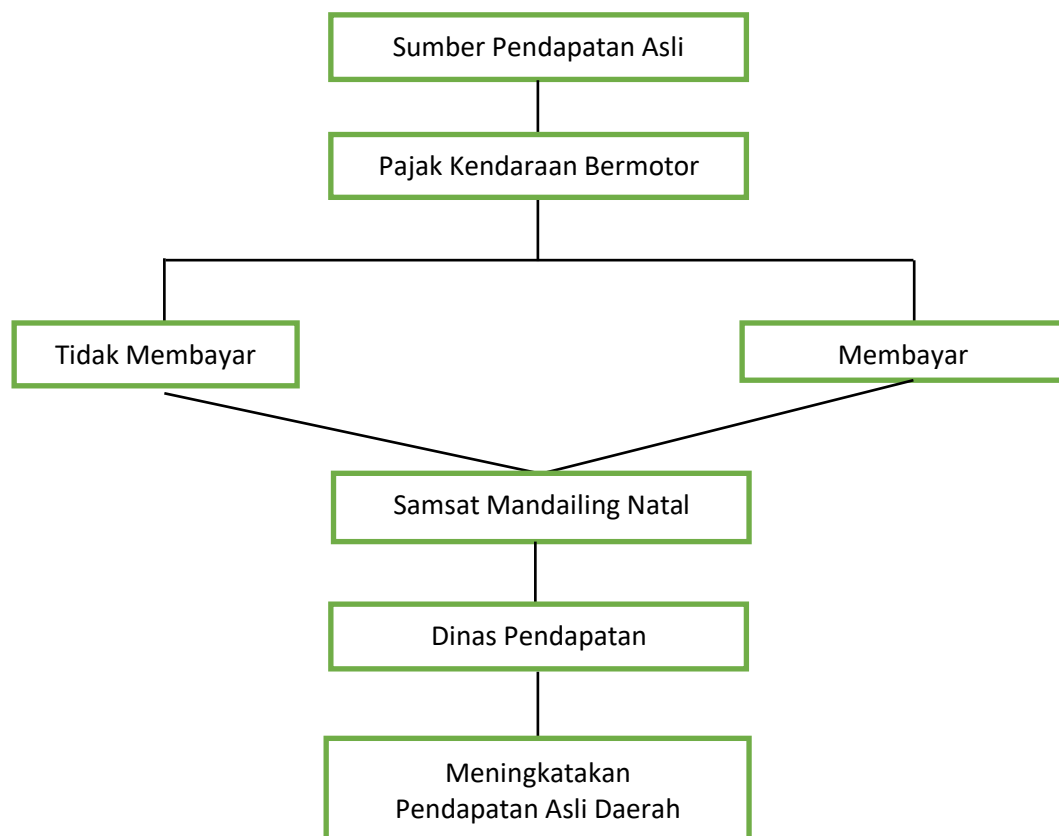 Sumber Pendapatan Asli
Pajak Kendaraan Bermotor
Tidak Membayar
Membayar
Samsat Mandailing Natal
Dinas Pendapatan
Meningkatakan
Pendapatan Asli Daerah